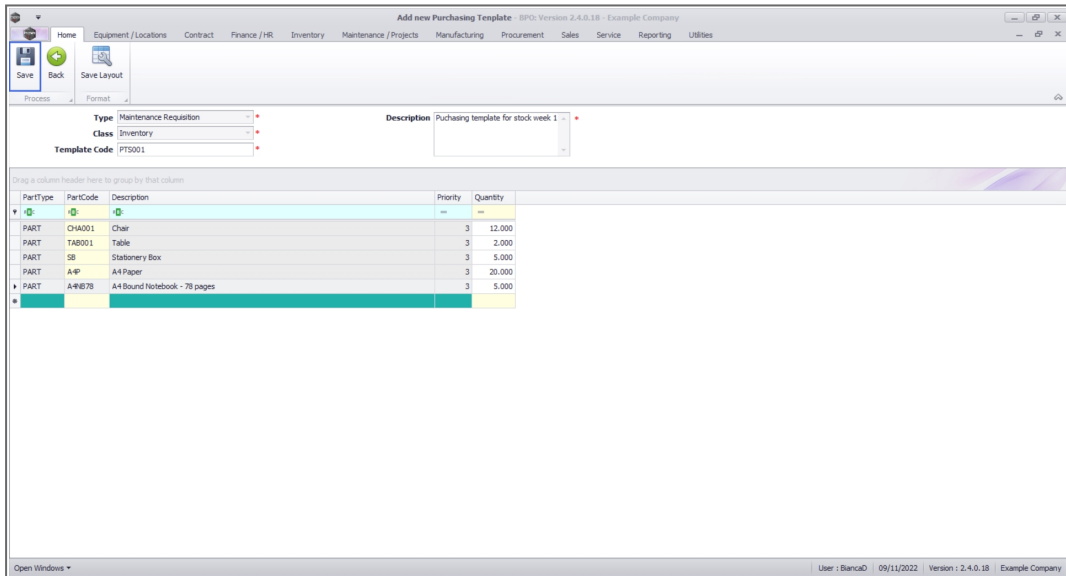 Add new Purchasing Tenplate - BPO: Version 2.4.0.18 - Example Company
Home Equipment / Locations Contract Finance / HR Inventory Maintenance / Projects Manufacturing Procurement Sales Service Reporting Utilities
Save Back Save Layout
Process Format
Type Maintenance Requisition * Description Puchasing template for stock week 1 *
Class Inventory *
Template Code PTS001 *
Drag a column header here to group by that column
PartType PartCode Description Priority Quantity
PART CHA001 Chair 3 12.000
PART TAB001 Table 3 2.000
PART SB Stationery Box 3 5.000
PART A4P A4 Paper 3 20.000
PART A4NB78 A4 Bound Notebook - 78 pages 3 5.000
Open Windows User : BiancaD 09/11/2022 Version : 2.4.0.18 Example Company